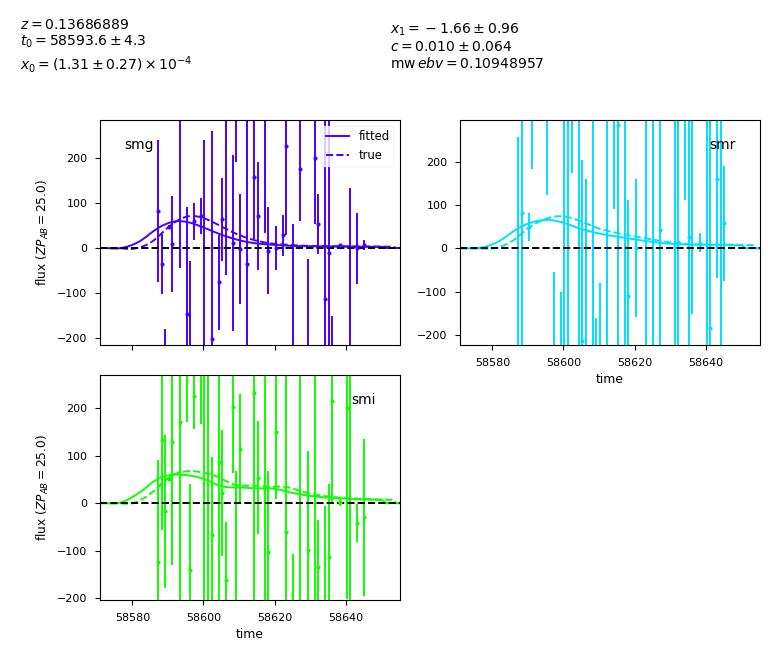 z = 0.13686889
t0 = 58593.6 ± 4.3
x0 = (1.31 ± 0.27) × 10^−4
x1 = −1.66 ± 0.96
c = 0.010 ± 0.064
mw ebv = 0.10948957
smg
fitted
true
200
100
0
−100
−200
flux (ZP_AB = 25.0)
smr
200
100
0
−100
−200
58580 58600 58620 58640
time
smi
200
100
0
−100
−200
flux (ZP_AB = 25.0)
58580 58600 58620 58640
time